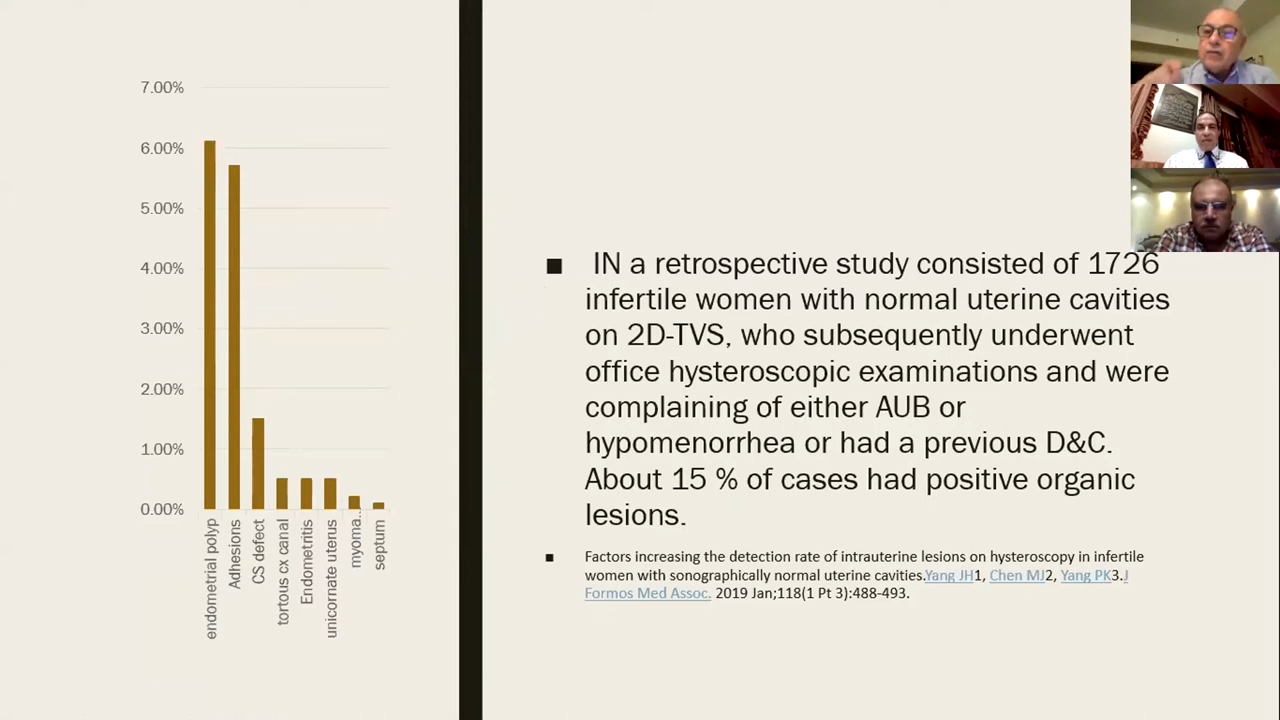 7.00%
6.00%
5.00%
4.00%
3.00%
2.00%
1.00%
0.00%
endometrial polyp
Adhesions
CS defect
tortous cx canal
Endometritis
unicornate uterus
myoma...
septum
■ IN a retrospective study consisted of 1726
infertile women with normal uterine cavities
on 2D-TVS, who subsequently underwent
office hysteroscopic examinations and were
complaining of either AUB or
hypomenorrhea or had a previous D&C.
About 15 % of cases had positive organic
lesions.
■ Factors increasing the detection rate of intrauterine lesions on hysteroscopy in infertile
women with sonographically normal uterine cavities.Yang JH1, Chen MJ2, Yang PK3.J
Formos Med Assoc. 2019 Jan;118(1 Pt 3):488-493.